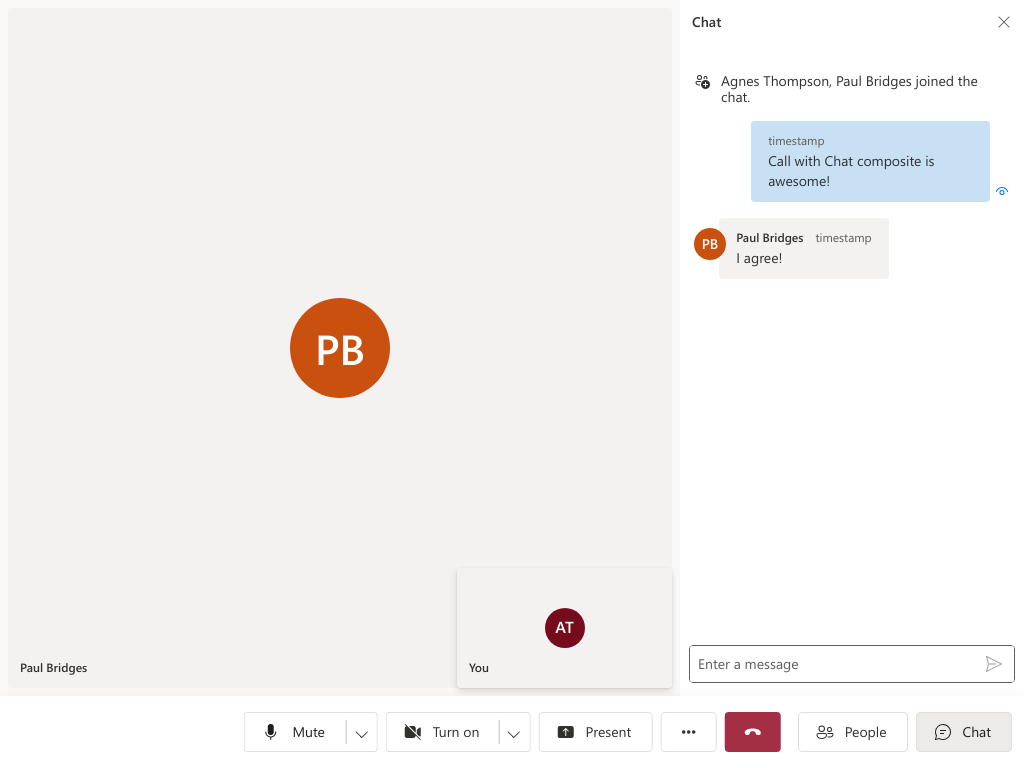 Chat
Agnes Thompson, Paul Bridges joined the
chat.
timestamp
Call with Chat composite is
awesome!
PB Paul Bridges timestamp
I agree!
PB
AT
Paul Bridges
You
Enter a message
Mute Turn on Present People Chat